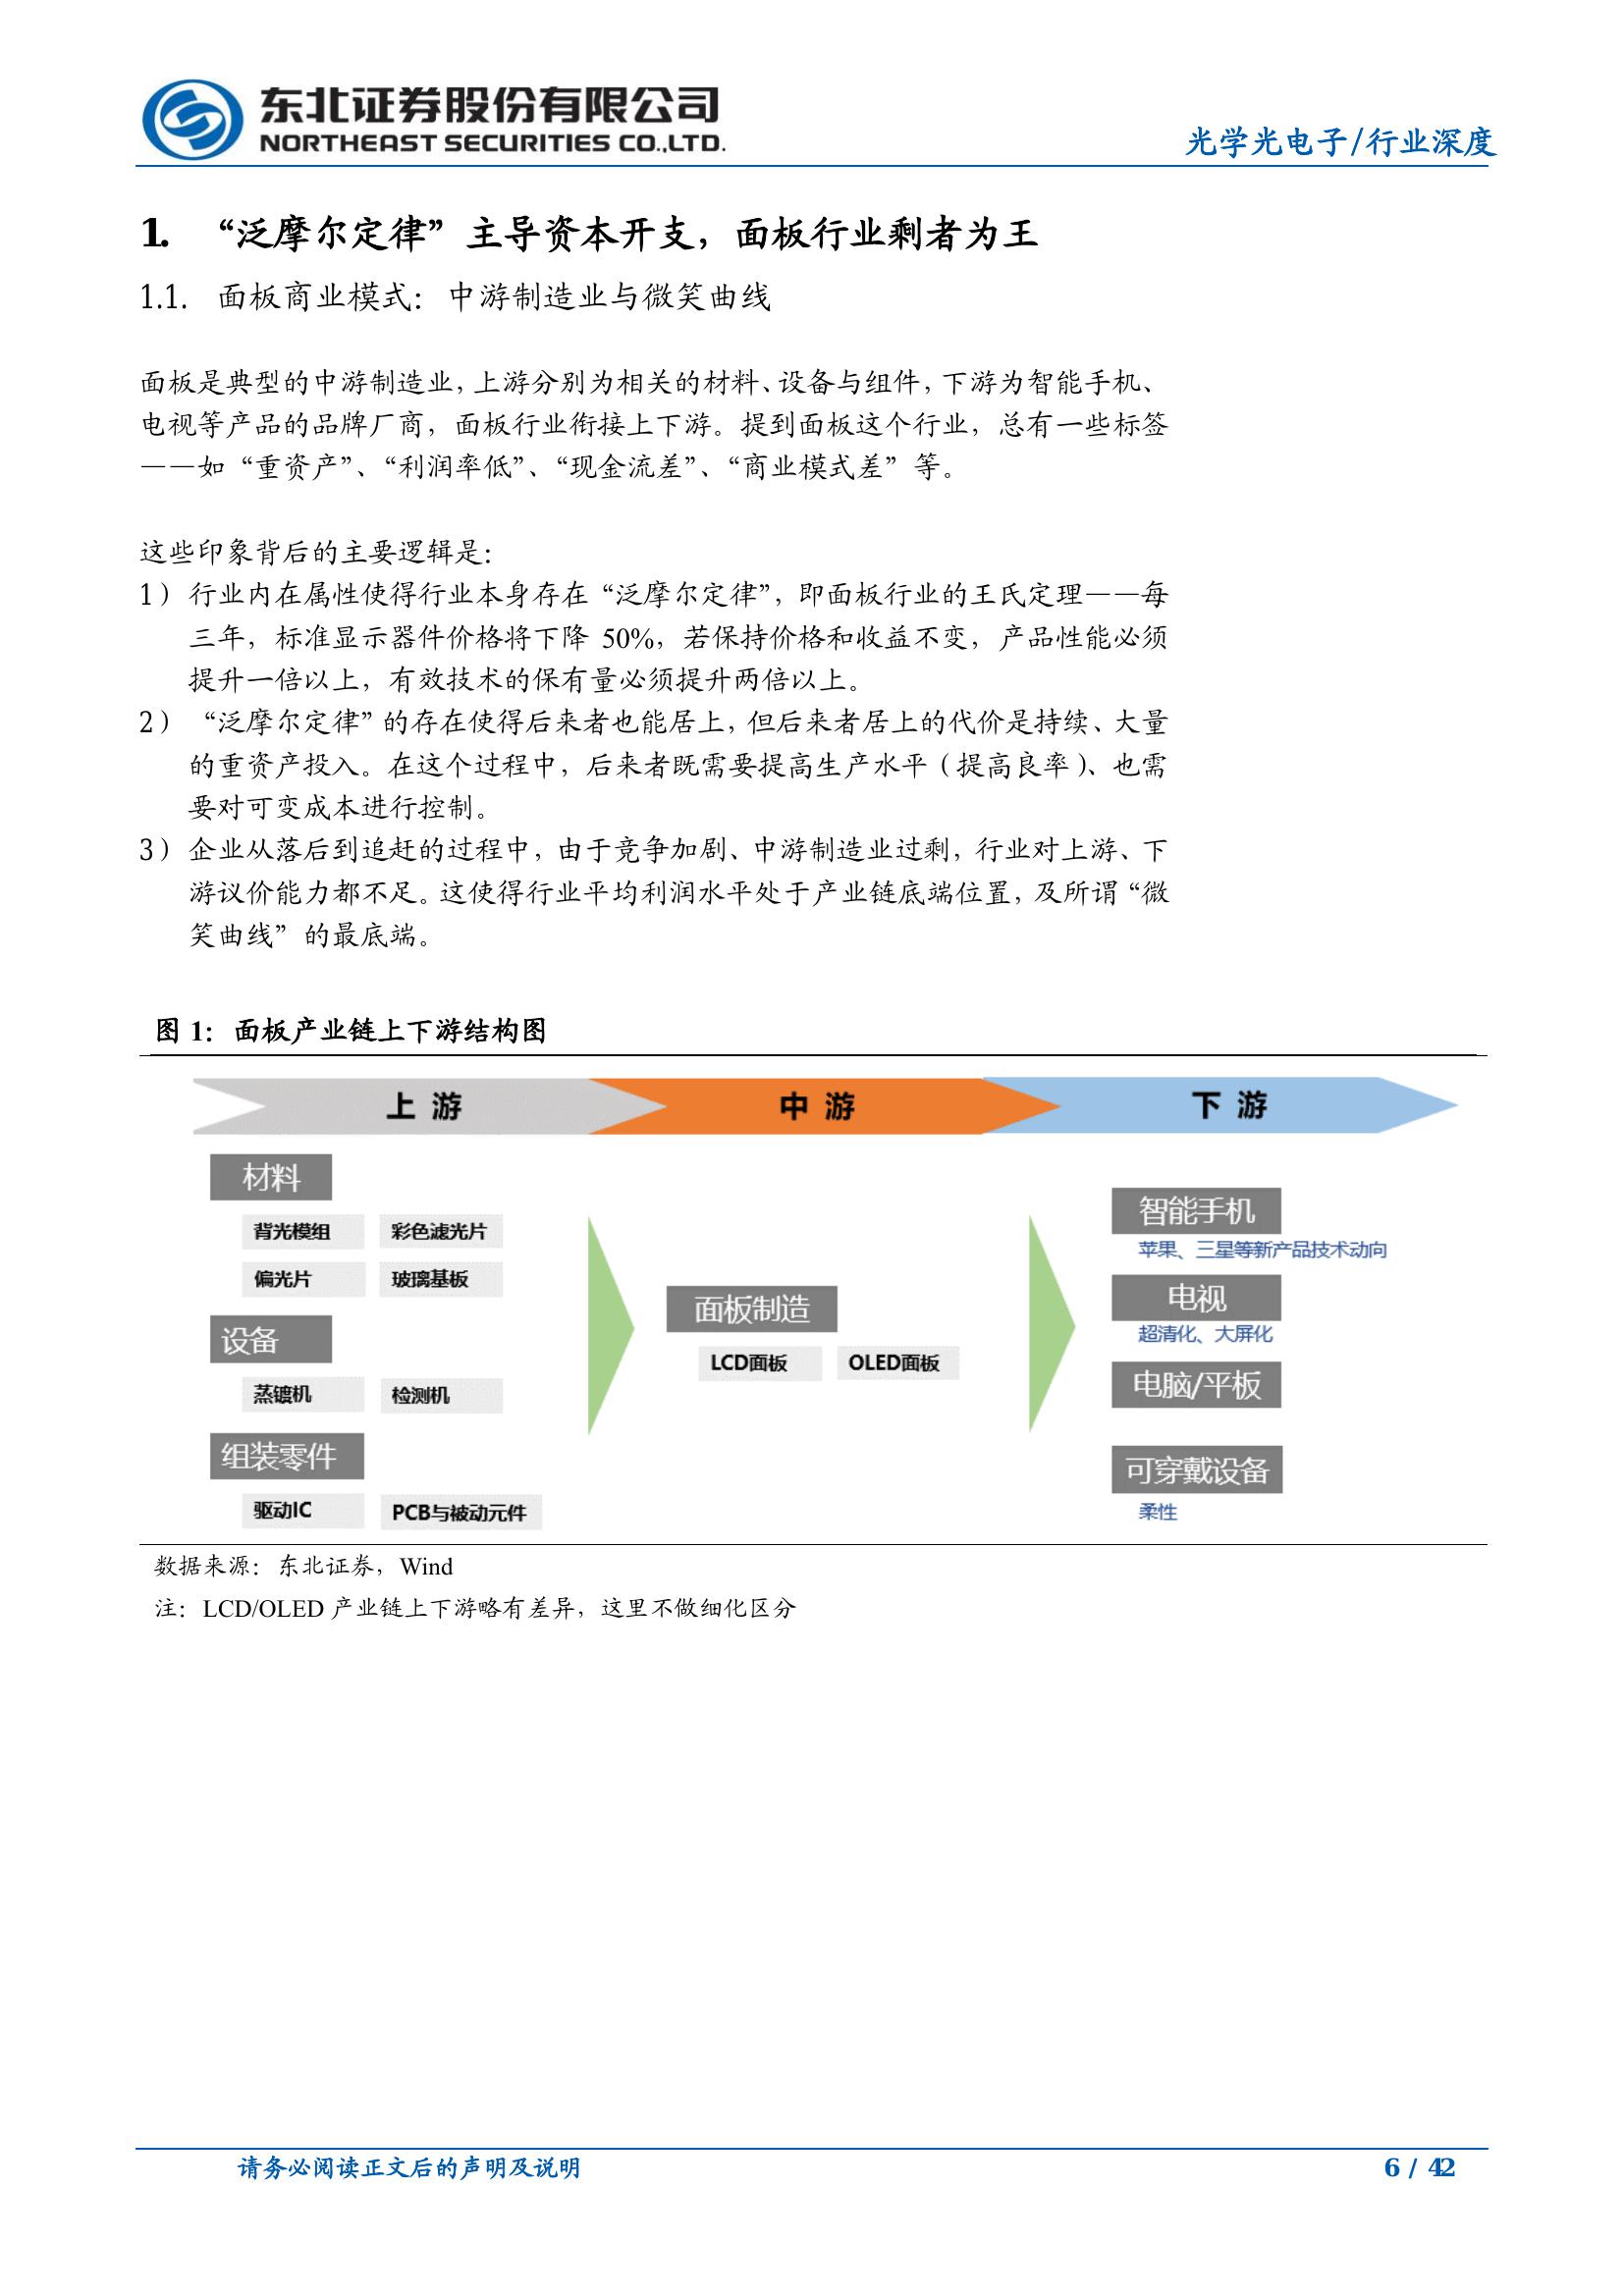 东北证券股份有限公司
NORTHEAST SECURITIES CO.,LTD.
光学光电子/行业深度
1. “泛摩尔定律”主导资本开支，面板行业剩者为王
1.1. 面板商业模式：中游制造业与微笑曲线
面板是典型的中游制造业，上游分别为相关的材料、设备与组件，下游为智能手机、
电视等产品的品牌厂商，面板行业衔接上下游。提到面板这个行业，总有一些标签
——如“重资产”、“利润率低”、“现金流差”、“商业模式差”等。
这些印象背后的主要逻辑是：
1） 行业内在属性使得行业本身存在“泛摩尔定律”，即面板行业的王氏定理——每
三年，标准显示器件价格将下降 50%，若保持价格和收益不变，产品性能必须
提升一倍以上，有效技术的保有量必须提升两倍以上。
2） “泛摩尔定律”的存在使得后来者也能居上，但后来者居上的代价是持续、大量
的重资产投入。在这个过程中，后来者既需要提高生产水平（提高良率）、也需
要对可变成本进行控制。
3） 企业从落后到追赶的过程中，由于竞争加剧、中游制造业过剩，行业对上游、下
游议价能力都不足。这使得行业平均利润水平处于产业链底端位置，及所谓“微
笑曲线”的最底端。
图 1：面板产业链上下游结构图
上 游
中 游
下 游
材料
背光模组 彩色滤光片
偏光片 玻璃基板
设备
蒸镀机 检测机
组装零件
驱动IC PCB与被动元件
面板制造
LCD面板 OLED面板
智能手机
苹果、三星等新产品技术动向
电视
超清化、大屏化
电脑/平板
可穿戴设备
柔性
数据来源：东北证券，Wind
注：LCD/OLED 产业链上下游略有差异，这里不做细化区分
请务必阅读正文后的声明及说明
6 / 42